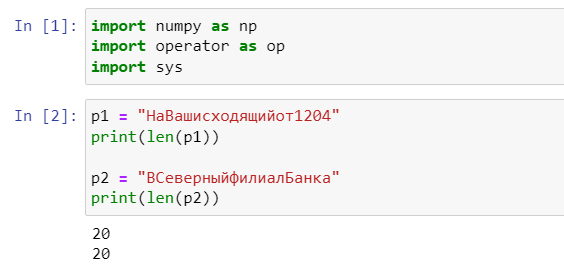 In [1]: import numpy as np
import operator as op
import sys
In [2]: p1 = "НаВашисходящийот1204"
print(len(p1))
p2 = "ВСеверныйфилиалБанка"
print(len(p2))
20
20